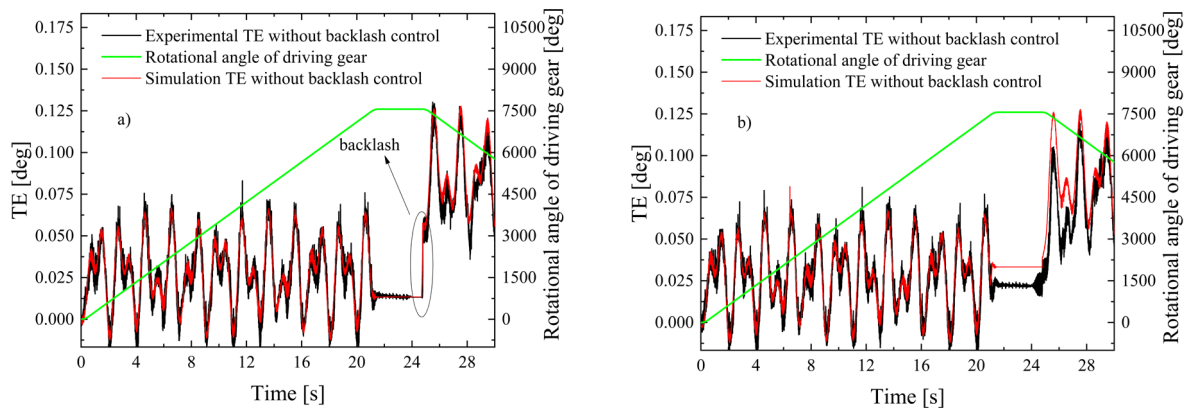 0.175
0.150
0.125
0.100
0.075
0.050
0.025
0.000
TE [deg]
Experimental TE without backlash control
Rotational angle of driving gear
Simulation TE without backlash control
a)
backlash
10500
9000
7500
6000
4500
3000
1500
0
Rotational angle of driving gear [deg]
0 4 8 12 16 20 24 28
Time [s]
0.175
0.150
0.125
0.100
0.075
0.050
0.025
0.000
TE [deg]
Experimental TE without backlash control
Rotational angle of driving gear
Simulation TE without backlash control
b)
10500
9000
7500
6000
4500
3000
1500
0
Rotational angle of driving gear [deg]
0 4 8 12 16 20 24 28
Time [s]